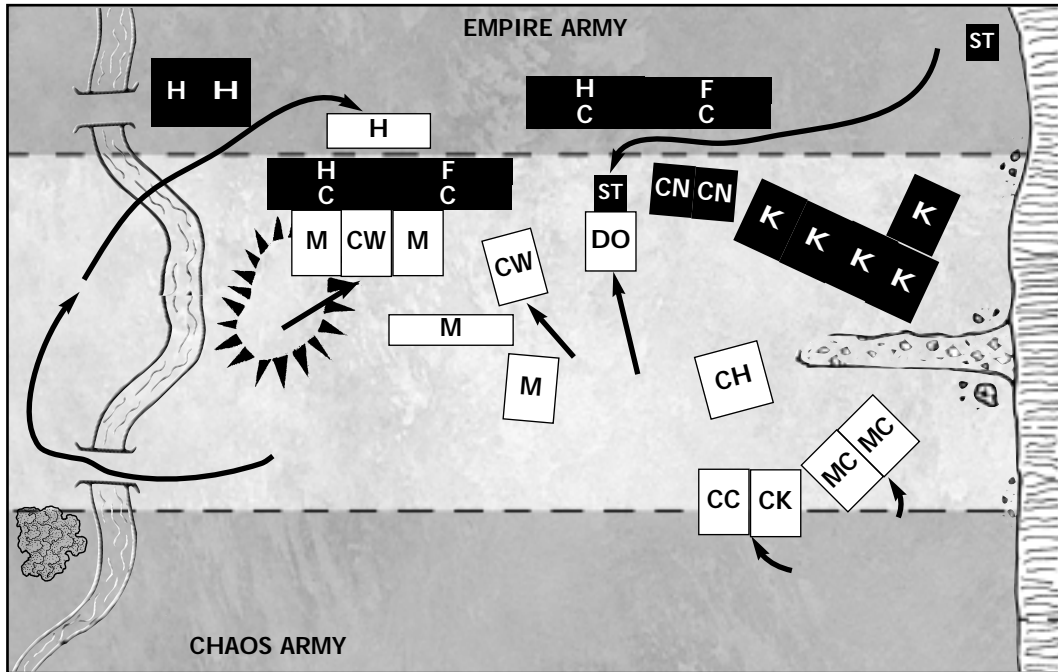 EMPIRE ARMY
ST
H H
H F
C C
H
H F
C C
ST
CN CN
K
K K K K
M CW M
DO
CW
M
M
CH
MC MC
CC CK
CHAOS ARMY